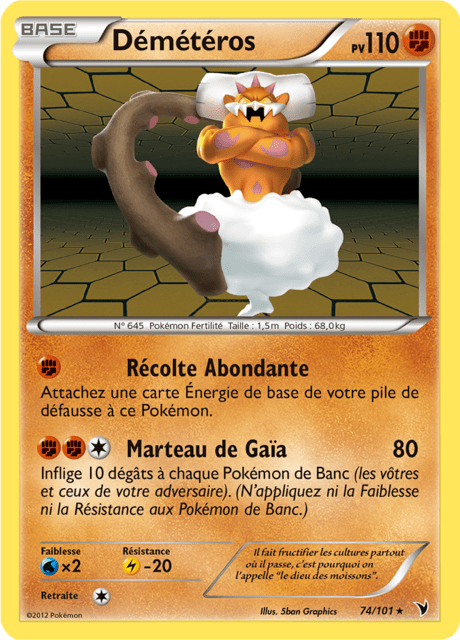 BASE
Démétéros
PV110
Nº 645 Pokémon Fertilité Taille : 1,5m Poids : 68,0kg
Récolte Abondante
Attachez une carte Énergie de base de votre pile de
défausse à ce Pokémon.
Marteau de Gaïa 80
Inflige 10 dégâts à chaque Pokémon de Banc (les vôtres
et ceux de votre adversaire). (N'appliquez ni la Faiblesse
ni la Résistance aux Pokémon de Banc.)
Faiblesse Résistance
×2 -20
Il fait fructifier les cultures partout
où il passe, c'est pourquoi on
l'appelle "le dieu des moissons".
Retraite
©2012 Pokémon
Illus. 5ban Graphics 74/101 ★